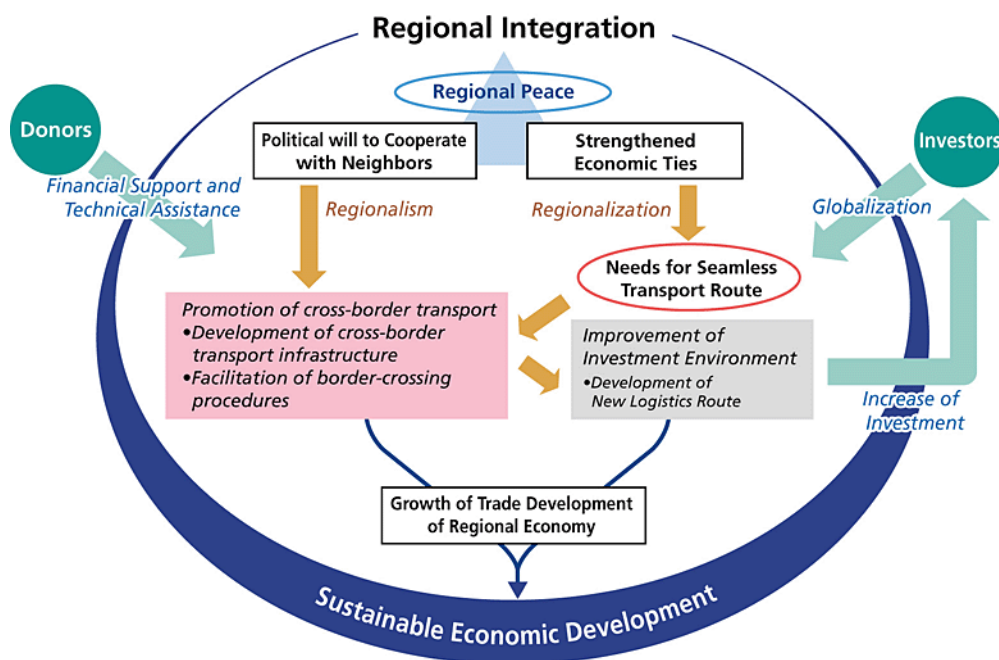 Regional Integration
Regional Peace
Donors
Investors
Political will to Cooperate
with Neighbors
Strengthened
Economic Ties
Financial Support and
Technical Assistance
Regionalism
Regionalization
Globalization
Needs for Seamless
Transport Route
Promotion of cross-border transport
•Development of cross-border
transport infrastructure
•Facilitation of border-crossing
procedures
Improvement of
Investment Environment
•Development of
New Logistics Route
Increase of
Investment
Growth of Trade Development
of Regional Economy
Sustainable Economic Development